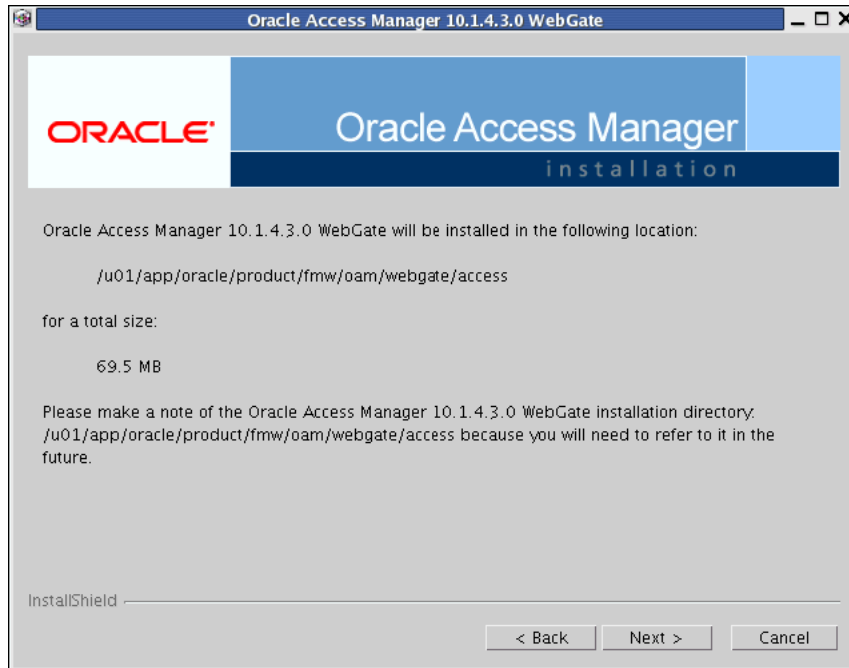 Oracle Access Manager 10.1.4.3.0 WebGate
ORACLE
Oracle Access Manager
installation
Oracle Access Manager 10.1.4.3.0 WebGate will be installed in the following location:
/u01/app/oracle/product/fmw/oam/webgate/access
for a total size:
69.5 MB
Please make a note of the Oracle Access Manager 10.1.4.3.0 WebGate installation directory:
/u01/app/oracle/product/fmw/oam/webgate/access because you will need to refer to it in the
future.
InstallShield
< Back
Next >
Cancel